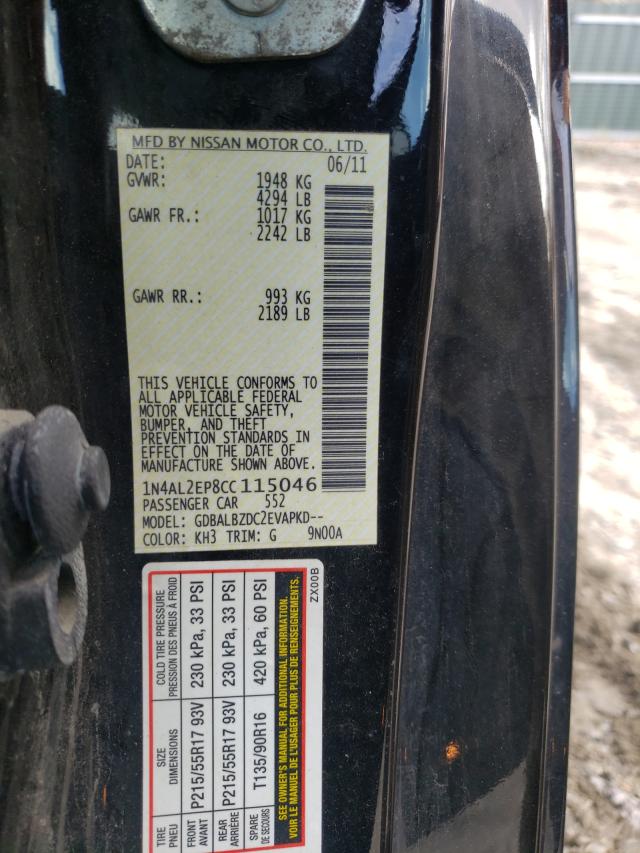 MFD BY NISSAN MOTOR CO., LTD.
DATE: 06/11
GVWR: 1948 KG
4294 LB
GAWR FR.: 1017 KG
2242 LB
GAWR RR.: 993 KG
2189 LB
THIS VEHICLE CONFORMS TO
ALL APPLICABLE FEDERAL
MOTOR VEHICLE SAFETY,
BUMPER, AND THEFT
PREVENTION STANDARDS IN
EFFECT ON THE DATE OF
MANUFACTURE SHOWN ABOVE.
1N4AL2EP8CC115046
PASSENGER CAR 552
MODEL: GDBALBZDC2EVAPKD--
COLOR: KH3 TRIM: G 9N00A
TIRE SIZE COLD TIRE PRESSURE
PNEU DIMENSIONS PRESSION DES PNEUS À FROID
FRONT P215/55R17 93V 230 kPa, 33 PSI
AVANT
REAR P215/55R17 93V 230 kPa, 33 PSI
ARRIÈRE
SPARE T135/90R16 420 kPa, 60 PSI
DE SECOURS
SEE OWNER'S MANUAL FOR ADDITIONAL INFORMATION.
VOIR LE MANUEL DE L'USAGER POUR PLUS DE RENSEIGNEMENTS.
ZX00B